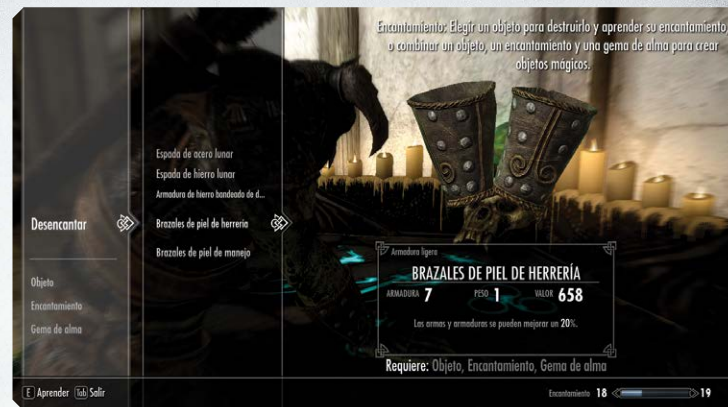 Encantamiento: Elegir un objeto para destruirlo y aprender su encantamiento,
o combinar un objeto, un encantamiento y una gema de alma para crear
objetos mágicos.
Desencantar
Objeto
Encantamiento
Gema de alma
Espada de acero lunar
Espada de hierro lunar
Armadura de hierro bandeada de d...
Brazales de piel de herrería
Brazales de piel de manejo
Armadura ligera
BRAZALES DE PIEL DE HERRERÍA
ARMADURA 7 PESO 1 VALOR 658
Las armas y armaduras se pueden mejorar un 20%.
Requiere: Objeto, Encantamiento, Gema de alma
E Aprender Tab Salir
Encantamiento 18 19